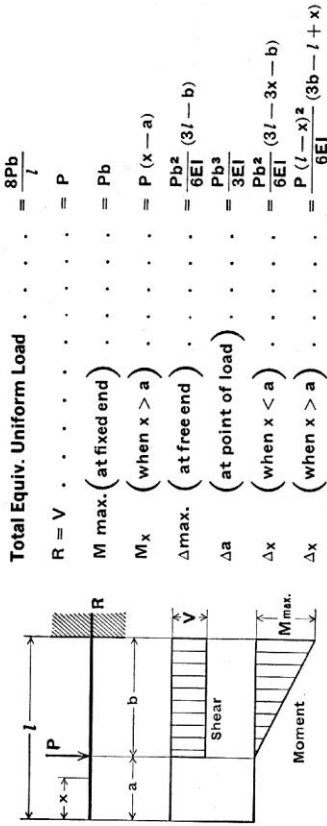 Total Equiv. Uniform Load . . . . = 8Pb/l
R = V . . . . . . . . . . . = P
M max. ( at fixed end ) . . . . . . = Pb
Mx ( when x > a ) . . . . . . = P (x − a)
Δmax. ( at free end ) . . . . . . = Pb²/6EI (3l − b)
Δa ( at point of load ) . . . . . = Pb³/3EI
Δx ( when x < a ) . . . . . . = Pb²/6EI (3l − 3x − b)
Δx ( when x > a ) . . . . . . = P (l − x)²/6EI (3b − l + x)
l
x
P
R
a
b
V
Shear
M max.
Moment